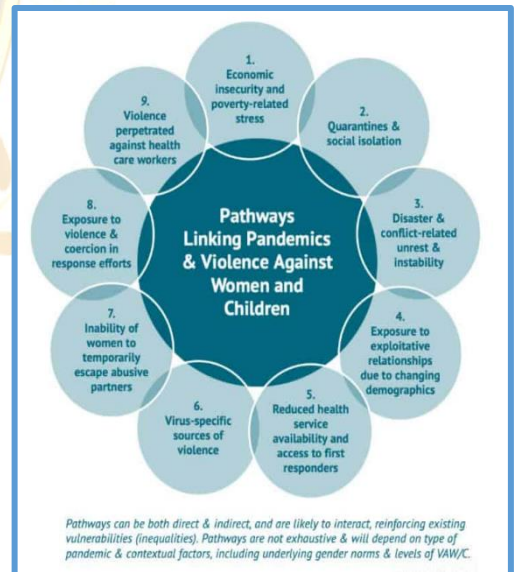 Pathways
Linking Pandemics
& Violence Against
Women and
Children
1.
Economic
insecurity and
poverty-related
stress
2.
Quarantines &
social isolation
3.
Disaster &
conflict-related
unrest &
instability
4.
Exposure to
exploitative
relationships
due to changing
demographics
5.
Reduced health
service
availability and
access to first
responders
6.
Virus-specific
sources of
violence
7.
Inability of
women to
temporarily
escape abusive
partners
8.
Exposure to
violence &
coercion in
response efforts
9.
Violence
perpetrated
against health
care workers
Pathways can be both direct & indirect, and are likely to interact, reinforcing existing
vulnerabilities (inequalities). Pathways are not exhaustive & will depend on type of
pandemic & contextual factors, including underlying gender norms & levels of VAW/C.